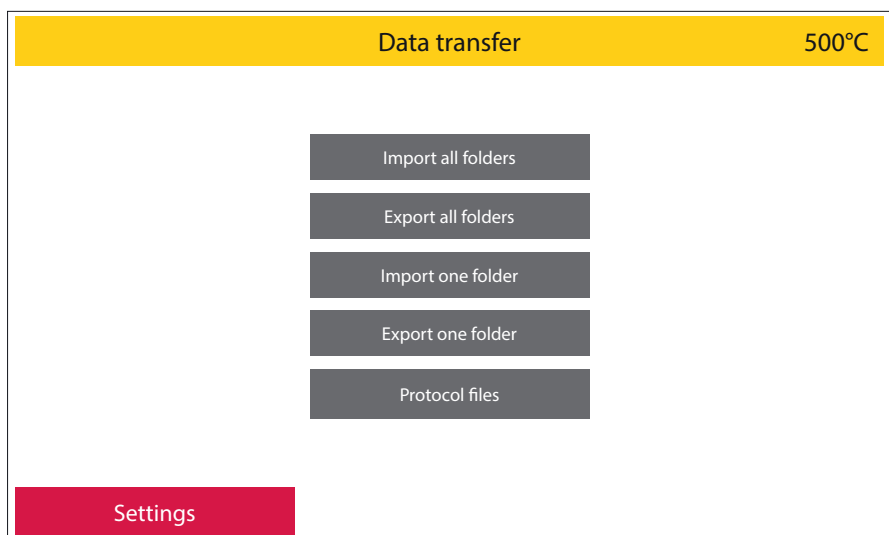 Data transfer 500°C
Import all folders
Export all folders
Import one folder
Export one folder
Protocol files
Settings